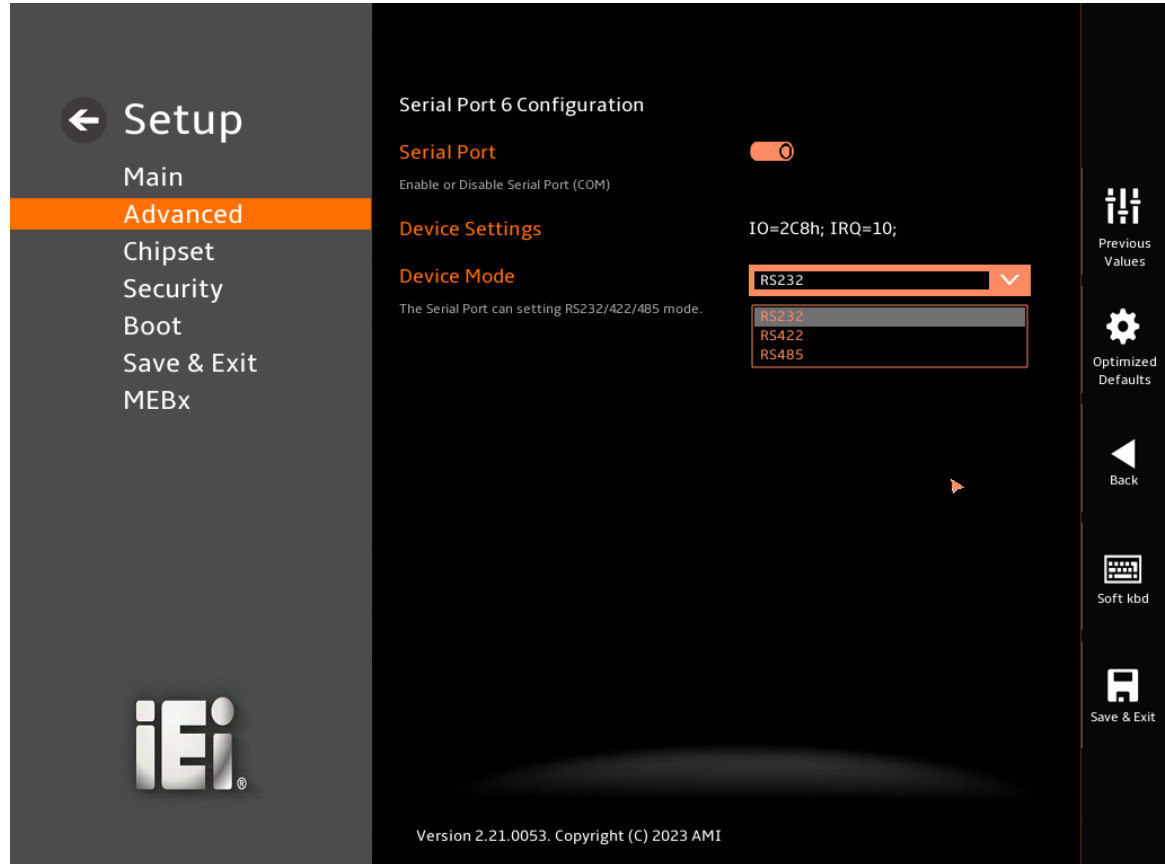 Setup
Main
Advanced
Chipset
Security
Boot
Save & Exit
MEBx
iEi®
Serial Port 6 Configuration
Serial Port
Enable or Disable Serial Port (COM)
Device Settings
IO=2C8h; IRQ=10;
Device Mode
RS232
The Serial Port can setting RS232/422/485 mode.
RS232
RS422
RS485
Version 2.21.0053. Copyright (C) 2023 AMI
Previous
Values
Optimized
Defaults
Back
Soft kbd
Save & Exit